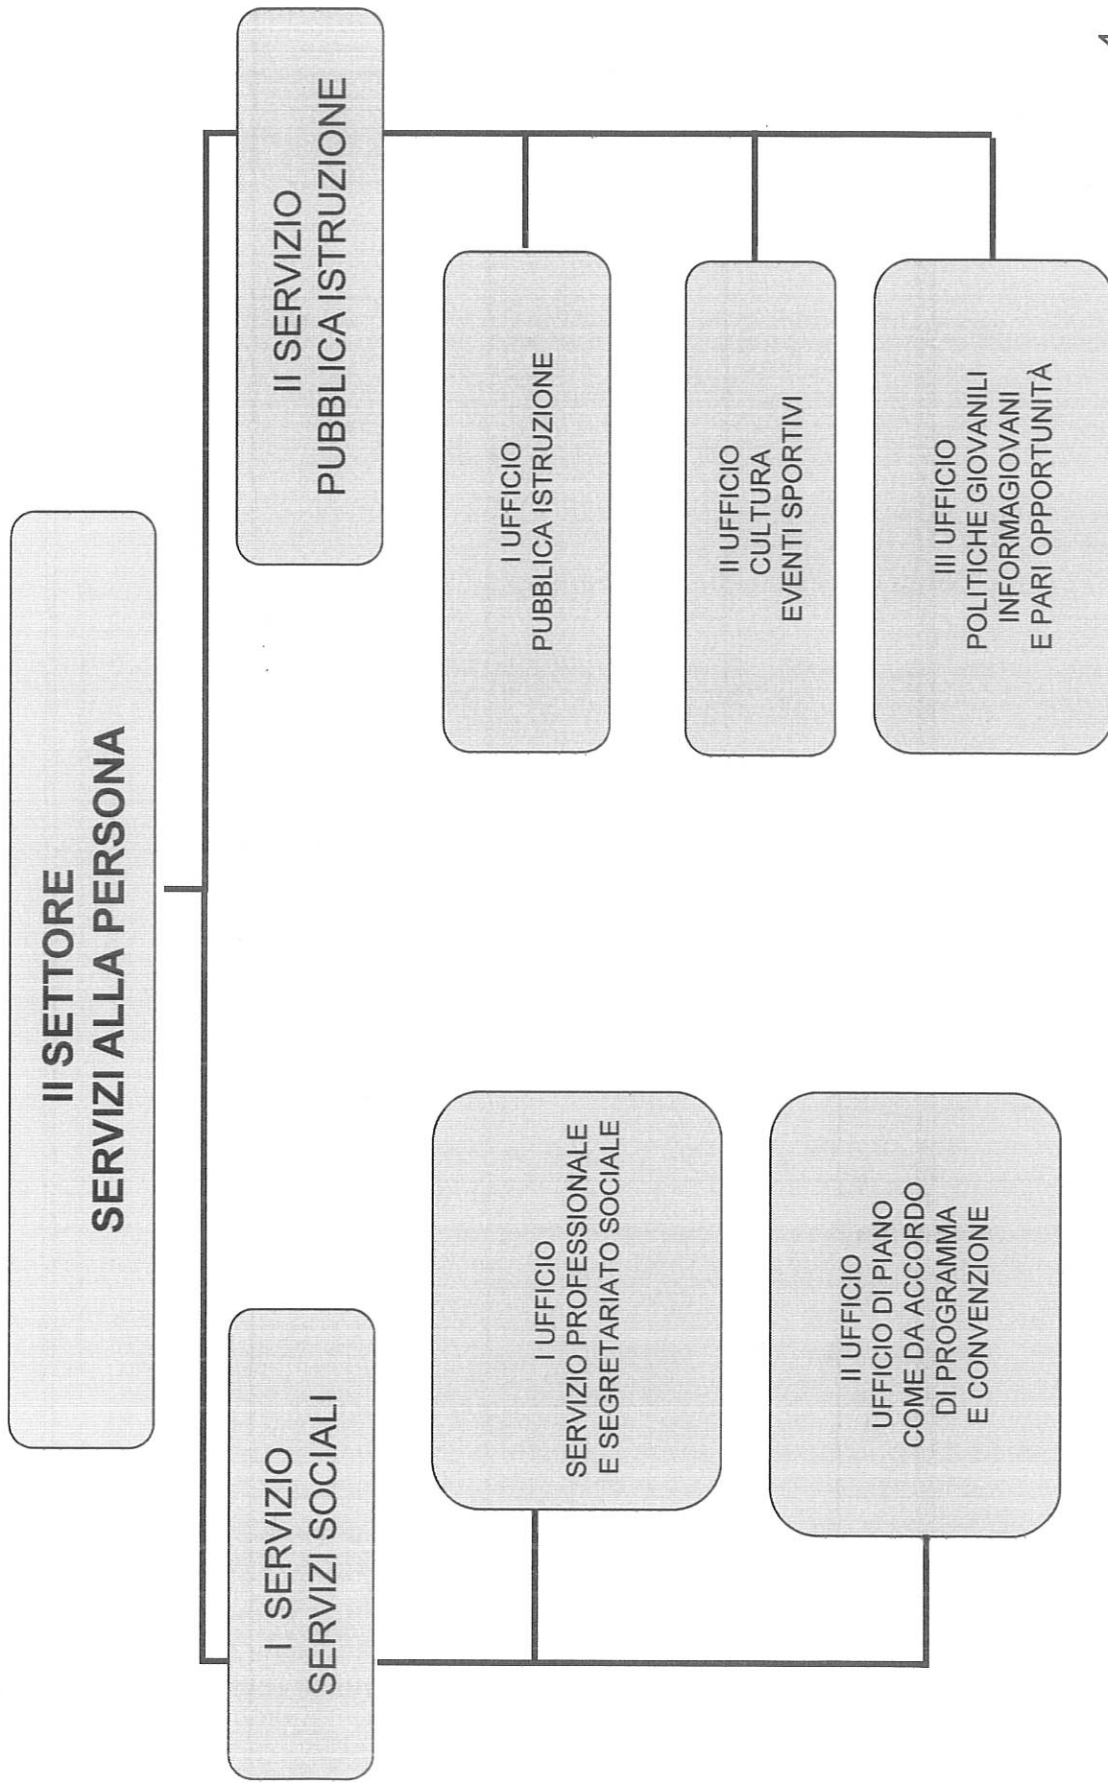 II SETTORE
SERVIZI ALLA PERSONA
I SERVIZIO
SERVIZI SOCIALI
I UFFICIO
SERVIZIO PROFESSIONALE
E SEGRETARIATO SOCIALE
II UFFICIO
UFFICIO DI PIANO
COME DA ACCORDO
DI PROGRAMMA
E CONVENZIONE
II SERVIZIO
PUBBLICA ISTRUZIONE
I UFFICIO
PUBBLICA ISTRUZIONE
II UFFICIO
CULTURA
EVENTI SPORTIVI
III UFFICIO
POLITICHE GIOVANILI
INFORMAGIOVANI
E PARI OPPORTUNITÀ